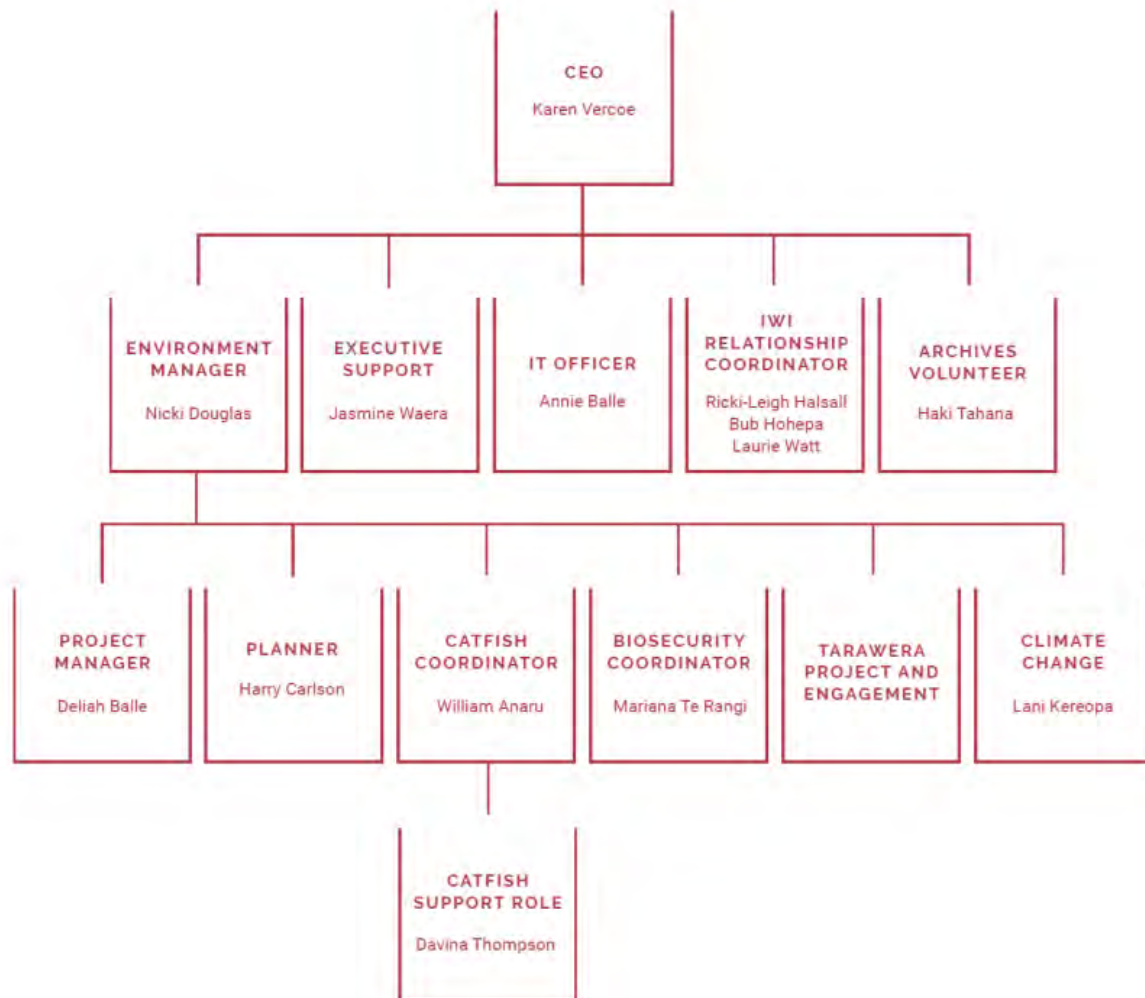 CEO
Karen Vercoe
ENVIRONMENT
MANAGER
Nicki Douglas
EXECUTIVE
SUPPORT
Jasmine Waera
IT OFFICER
Annie Balle
IWI
RELATIONSHIP
COORDINATOR
Ricki-Leigh Halsall
Bub Hohepa
Laurie Watt
ARCHIVES
VOLUNTEER
Haki Tahana
PROJECT
MANAGER
Deliah Balle
PLANNER
Harry Carlson
CATFISH
COORDINATOR
William Anaru
BIOSECURITY
COORDINATOR
Mariana Te Rangi
TARAWERA
PROJECT AND
ENGAGEMENT
CLIMATE
CHANGE
Lani Kereopa
CATFISH
SUPPORT ROLE
Davina Thompson